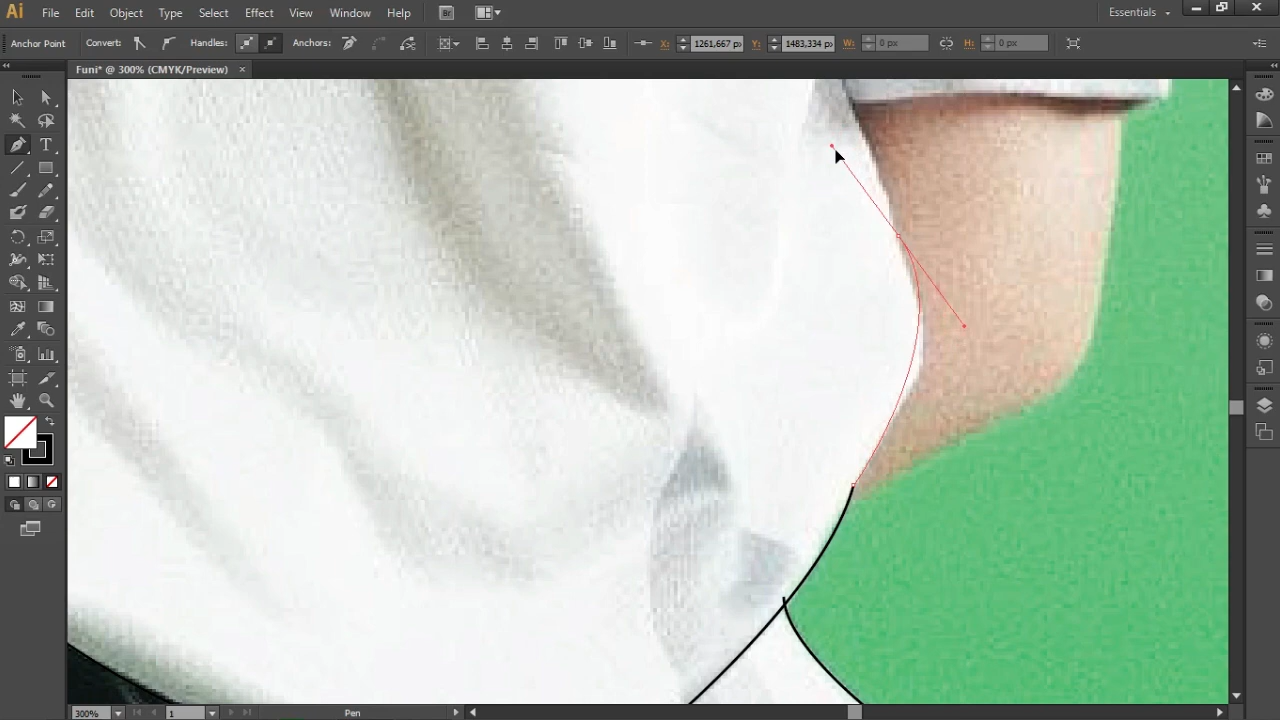 Ai File Edit Object Type Select Effect View Window Help Br Essentials
Anchor Point Convert: Handles: Anchors: X: 1261,667 px Y: 1483,334 px W: 0 px H: 0 px
Funi* @ 300% (CMYK/Preview) ×
T
300% 1 Pen